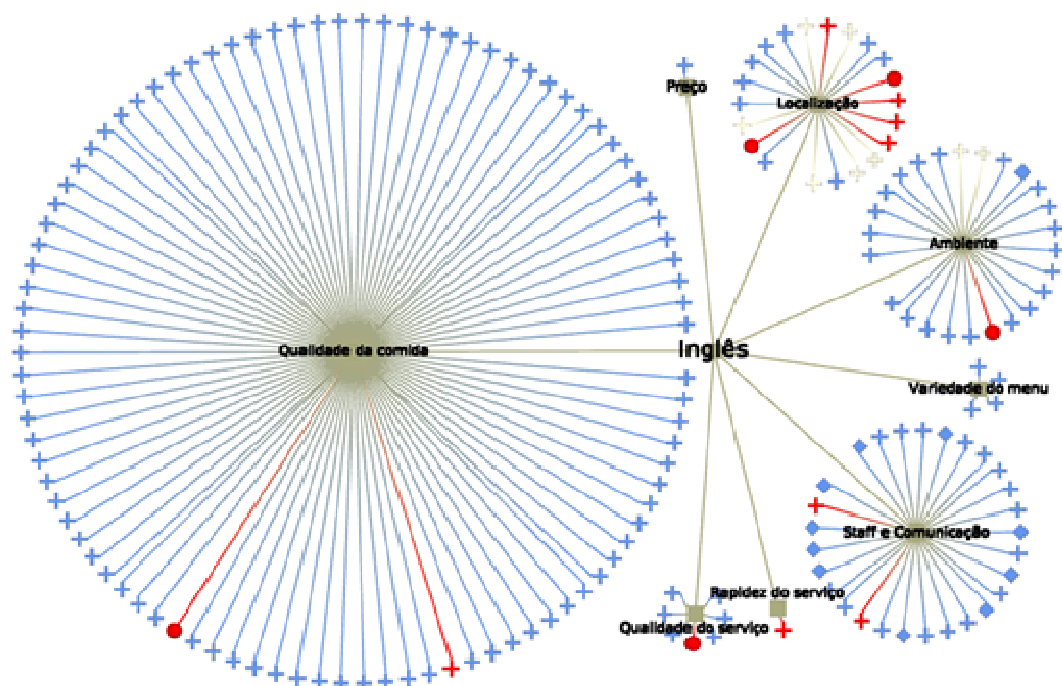 Preço
Localização
Ambiente
Qualidade da comida
Inglês
Variedade do menu
Staff e Comunicação
Rapidez do serviço
Qualidade do serviço